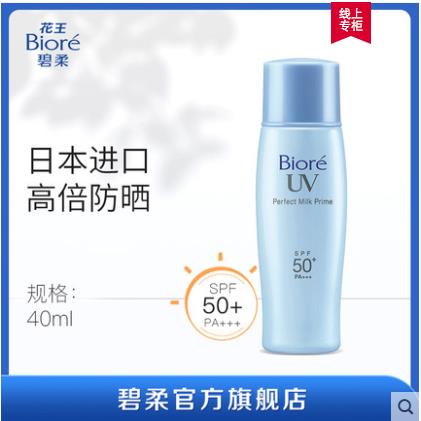 花王
Bioré
碧柔
线上
专柜
日本进口
高倍防晒
规格：
40ml
SPF
50+
PA+++
Bioré
UV
Perfect Milk Prime
SPF
50+
PA+++
碧柔官方旗舰店